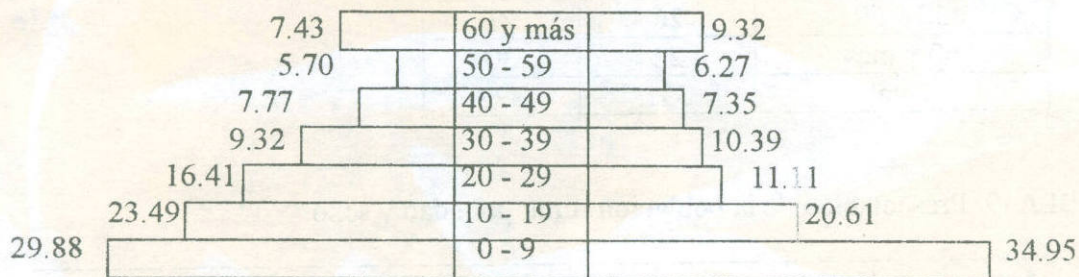 7.43 60 y más 9.32
5.70 50 - 59 6.27
7.77 40 - 49 7.35
9.32 30 - 39 10.39
16.41 20 - 29 11.11
23.49 10 - 19 20.61
29.88 0 - 9 34.95